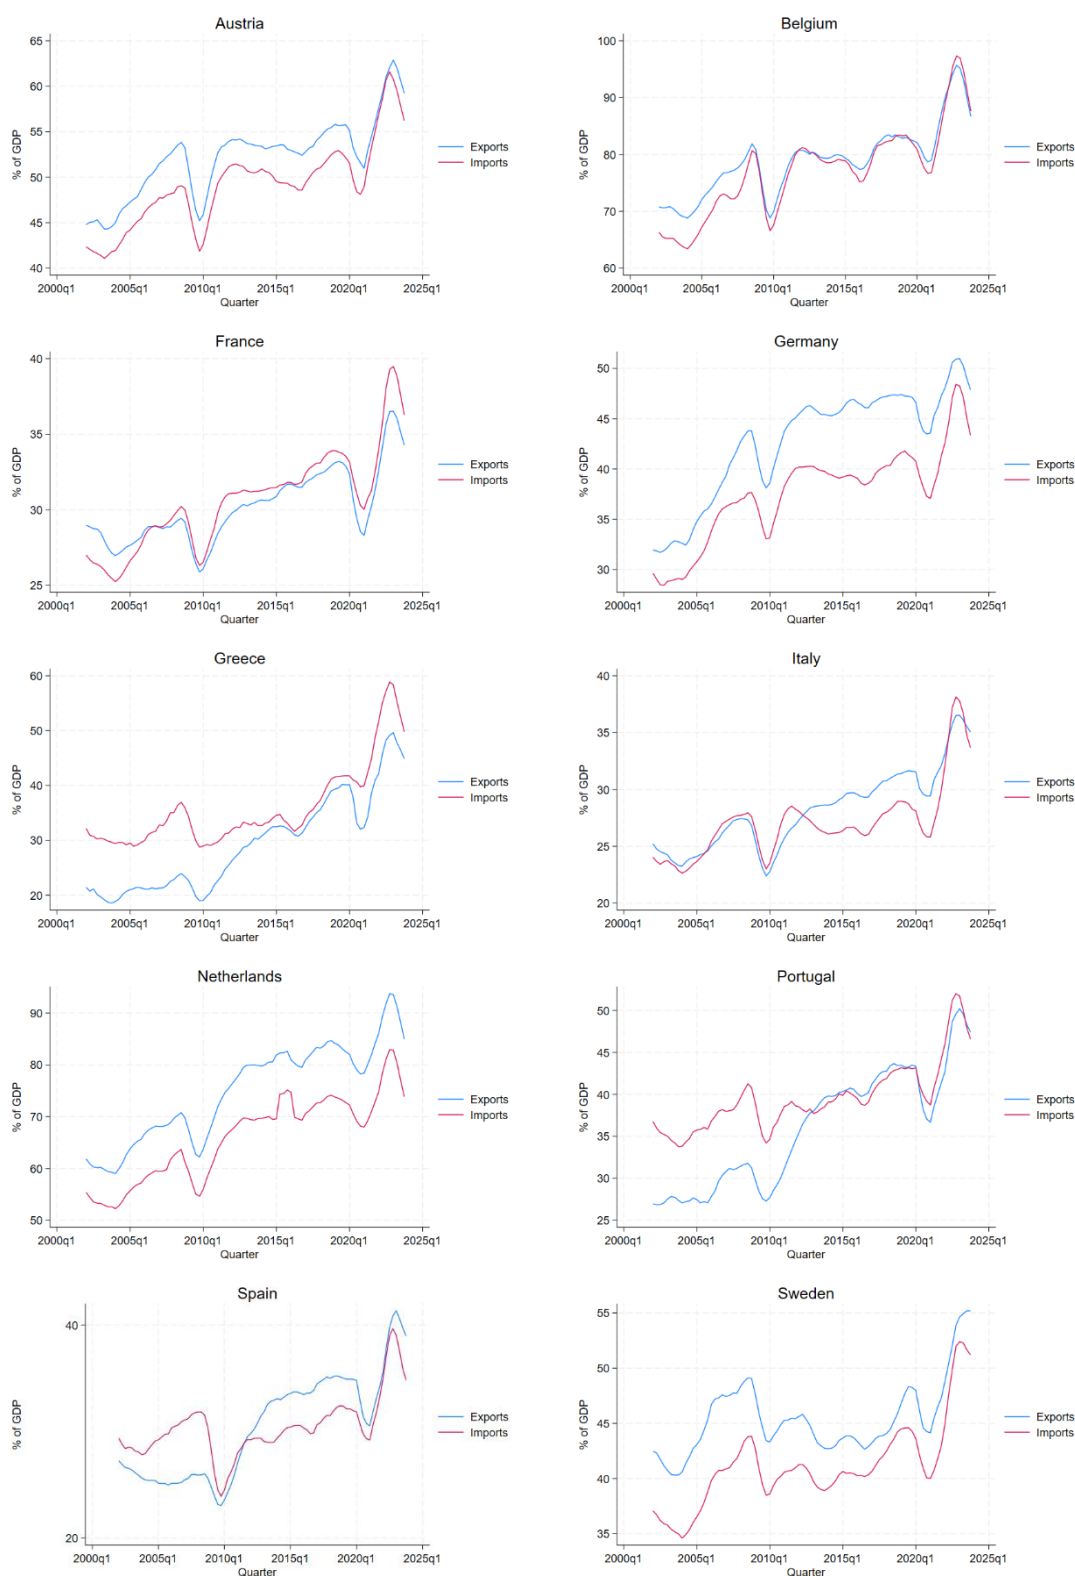 Austria
65
60
55
50
45
40
% of GDP
2000q1 2005q1 2010q1 2015q1 2020q1 2025q1
Quarter
Exports
Imports
Belgium
100
90
80
70
60
% of GDP
2000q1 2005q1 2010q1 2015q1 2020q1 2025q1
Quarter
Exports
Imports
France
40
35
30
25
% of GDP
2000q1 2005q1 2010q1 2015q1 2020q1 2025q1
Quarter
Exports
Imports
Germany
50
45
40
35
30
% of GDP
2000q1 2005q1 2010q1 2015q1 2020q1 2025q1
Quarter
Exports
Imports
Greece
60
50
40
30
20
% of GDP
2000q1 2005q1 2010q1 2015q1 2020q1 2025q1
Quarter
Exports
Imports
Italy
40
35
30
25
20
% of GDP
2000q1 2005q1 2010q1 2015q1 2020q1 2025q1
Quarter
Exports
Imports
Netherlands
90
80
70
60
50
% of GDP
2000q1 2005q1 2010q1 2015q1 2020q1 2025q1
Quarter
Exports
Imports
Portugal
50
45
40
35
30
25
% of GDP
2000q1 2005q1 2010q1 2015q1 2020q1 2025q1
Quarter
Exports
Imports
Spain
40
20
% of GDP
2000q1 2005q1 2010q1 2015q1 2020q1 2025q1
Quarter
Exports
Imports
Sweden
55
50
45
40
35
% of GDP
2000q1 2005q1 2010q1 2015q1 2020q1 2025q1
Quarter
Exports
Imports